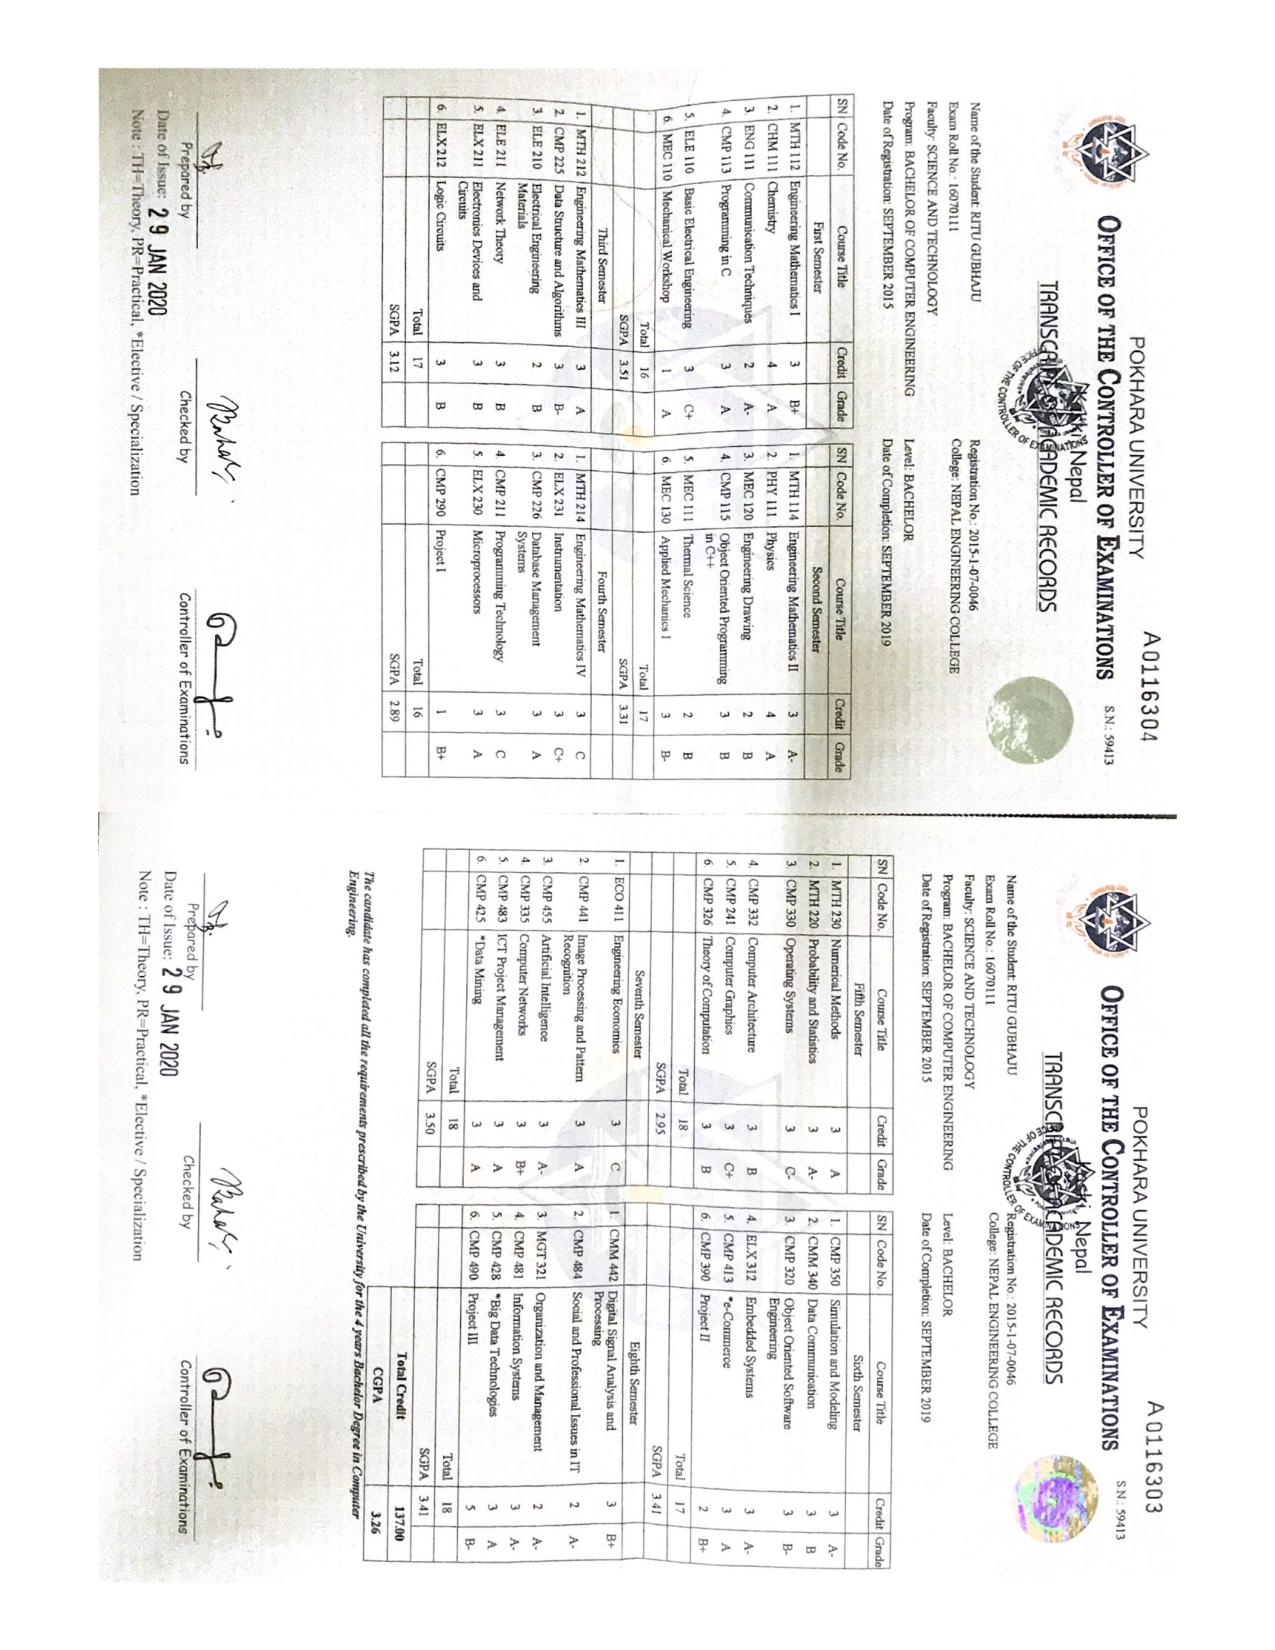 A0116304
POKHARA UNIVERSITY
OFFICE OF THE CONTROLLER OF EXAMINATIONS
S.N.: 59413
Kaski, Nepal
TRANSCRIPT OF ACADEMIC RECORDS
OFFICE OF THE CONTROLLER OF
Name of the Student: RITU GUBHAJU Registration No.: 2015-1-07-0046
Exam Roll No.: 16070111 College: NEPAL ENGINEERING COLLEGE
Faculty: SCIENCE AND TECHNOLOGY
Program: BACHELOR OF COMPUTER ENGINEERING Level: BACHELOR
Date of Registration: SEPTEMBER 2015 Date of Completion: SEPTEMBER 2019
SN Code No. Course Title Credit Grade
First Semester
1. MTH 112 Engineering Mathematics I 3 B+
2. CHM 111 Chemistry 4 A
3. ENG 111 Communication Techniques 2 A-
4. CMP 113 Programming in C 3 A
5. ELE 110 Basic Electrical Engineering 3 C+
6. MEC 110 Mechanical Workshop 1 A
Total 16
SGPA 3.51
Third Semester
1. MTH 212 Engineering Mathematics III 3 A
2. CMP 225 Data Structure and Algorithms 3 B-
3. ELE 210 Electrical Engineering 2 B
Materials
4. ELE 211 Network Theory 3 B
5. ELX 211 Electronics Devices and 3 B
Circuits
6. ELX 212 Logic Circuits 3 B
Total 17
SGPA 3.12
SN Code No. Course Title Credit Grade
Second Semester
1. MTH 114 Engineering Mathematics II 3 A-
2. PHY 111 Physics 4 A
3. MEC 120 Engineering Drawing 2 B
4. CMP 115 Object Oriented Programming 3 B
in C++
5. MEC 111 Thermal Science 2 B
6. MEC 130 Applied Mechanics I 3 B-
Total 17
SGPA 3.31
Fourth Semester
1. MTH 214 Engineering Mathematics IV 3 C
2. ELX 231 Instrumentation 3 C+
3. CMP 226 Database Management 3 A
Systems
4. CMP 211 Programming Technology 3 C
5. ELX 230 Microprocessors 3 A
6. CMP 290 Project I 1 B+
Total 16
SGPA 2.89
Prepared by Checked by Controller of Examinations
Date of Issue: 29 JAN 2020
Note : TH=Theory, PR=Practical, *Elective / Specialization
A0116303
POKHARA UNIVERSITY
OFFICE OF THE CONTROLLER OF EXAMINATIONS
S.N.: 59413
Kaski, Nepal
TRANSCRIPT OF ACADEMIC RECORDS
Name of the Student: RITU GUBHAJU Registration No.: 2015-1-07-0046
Exam Roll No.: 16070111 College: NEPAL ENGINEERING COLLEGE
Faculty: SCIENCE AND TECHNOLOGY
Program: BACHELOR OF COMPUTER ENGINEERING Level: BACHELOR
Date of Registration: SEPTEMBER 2015 Date of Completion: SEPTEMBER 2019
SN Code No. Course Title Credit Grade
Fifth Semester
1. MTH 230 Numerical Methods 3 A
2. MTH 220 Probability and Statistics 3 A-
3. CMP 330 Operating Systems 3 C-
4. CMP 332 Computer Architecture 3 B
5. CMP 241 Computer Graphics 3 C+
6. CMP 326 Theory of Computation 3 B
Total 18
SGPA 2.95
Seventh Semester
1. ECO 411 Engineering Economics 3 C
2. CMP 441 Image Processing and Pattern 3 A
Recognition
3. CMP 455 Artificial Intelligence 3 A-
4. CMP 335 Computer Networks 3 B+
5. CMP 483 ICT Project Management 3 A
6. CMP 425 *Data Mining 3 A
Total 18
SGPA 3.50
SN Code No. Course Title Credit Grade
Sixth Semester
1. CMP 350 Simulation and Modeling 3 A-
2. CMM 340 Data Communication 3 B
3. CMP 320 Object Oriented Software 3 B-
Engineering
4. ELX 312 Embedded Systems 3 A-
5. CMP 413 *e-Commerce 3 A
6. CMP 390 Project II 2 B+
Total 17
SGPA 3.41
Eighth Semester
1. CMM 442 Digital Signal Analysis and 3 B+
Processing
2. CMP 484 Social and Professional Issues in IT 2 A-
3. MGT 321 Organization and Management 2 A-
4. CMP 481 Information Systems 3 A-
5. CMP 428 *Big Data Technologies 3 A
6. CMP 490 Project III 5 B-
Total 18
SGPA 3.41
Total Credit 137.00
CGPA 3.26
The candidate has completed all the requirements prescribed by the University for the 4 years Bachelor Degree in Computer
Engineering.
Prepared by Checked by Controller of Examinations
Date of Issue: 29 JAN 2020
Note : TH=Theory, PR=Practical, *Elective / Specialization